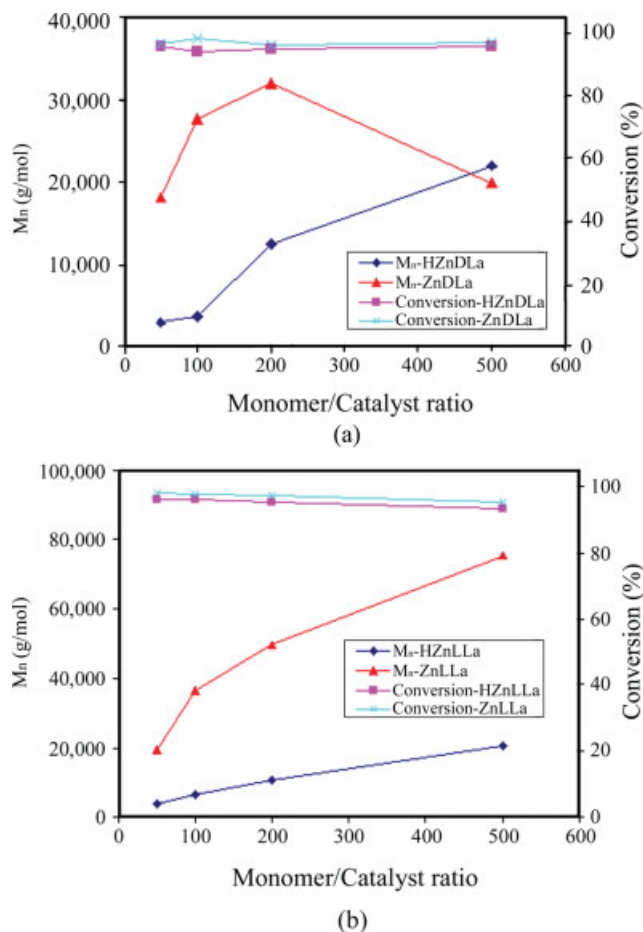 40,000
30,000
20,000
10,000
0
Mn (g/mol)
100
80
60
40
20
0
Conversion (%)
Mn-HZnDLa
Mn-ZnDLa
Conversion-HZnDLa
Conversion-ZnDLa
0 100 200 300 400 500 600
Monomer/Catalyst ratio
(a)
100,000
80,000
60,000
40,000
20,000
0
Mn (g/mol)
100
80
60
40
20
0
Conversion (%)
Mn-HZnLLa
Mn-ZnLLa
Conversion-HZnLLa
Conversion-ZnLLa
0 100 200 300 400 500 600
Monomer/Catalyst ratio
(b)